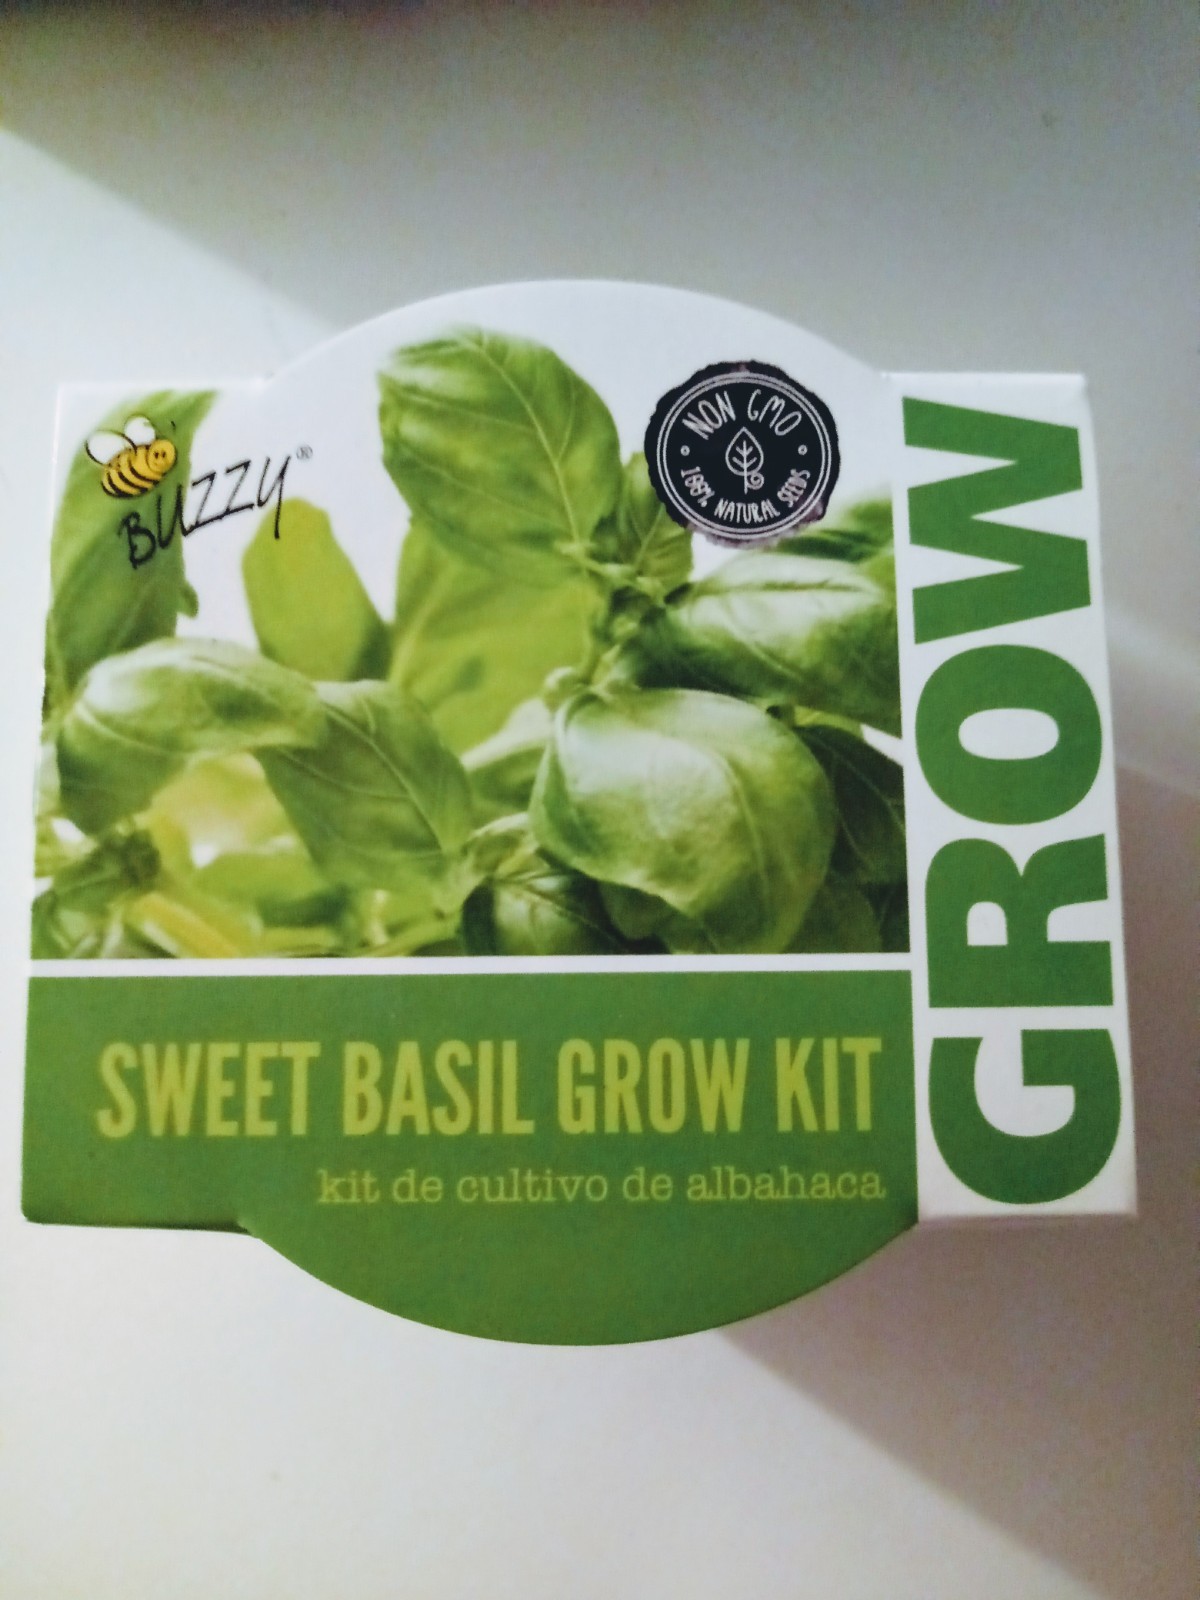 BUZZY®
NON GMO
100% NATURAL SEEDS
GROW
SWEET BASIL GROW KIT
kit de cultivo de albahaca